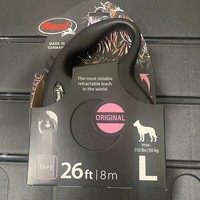 flexi
MADE IN
GERMANY
The most reliable
retractable leash
in the world
ORIGINAL
TAPE
26ft | 8m
max.
110 lbs | 50 kg
L